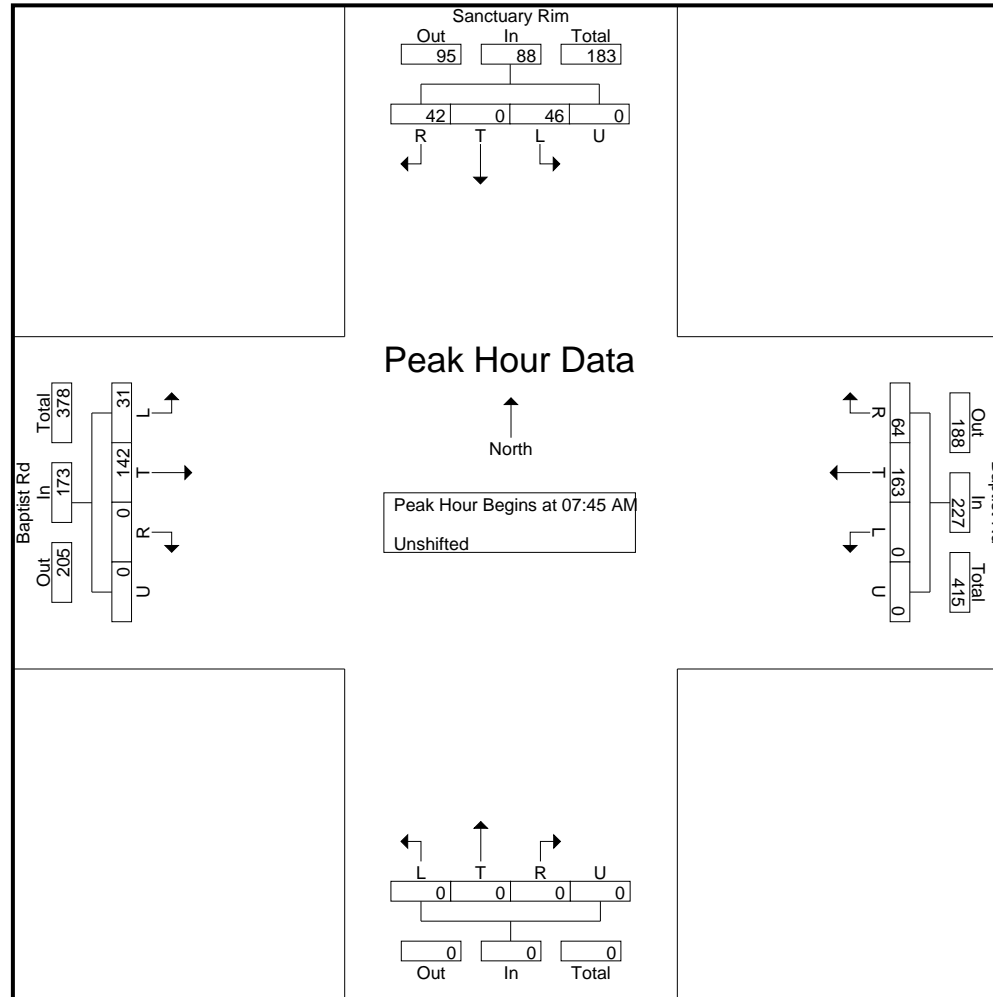 Sanctuary Rim
Out In Total
95 88 183
42 0 46 0
R T L U
Peak Hour Data
North
Peak Hour Begins at 07:45 AM
Unshifted
Baptist Rd
Total In Out
378 173 205
31 142 0 0
L T R U
R T L U
64 163 0 0
Out In Total
188 227 415
L T R U
0 0 0 0
0 0 0
Out In Total